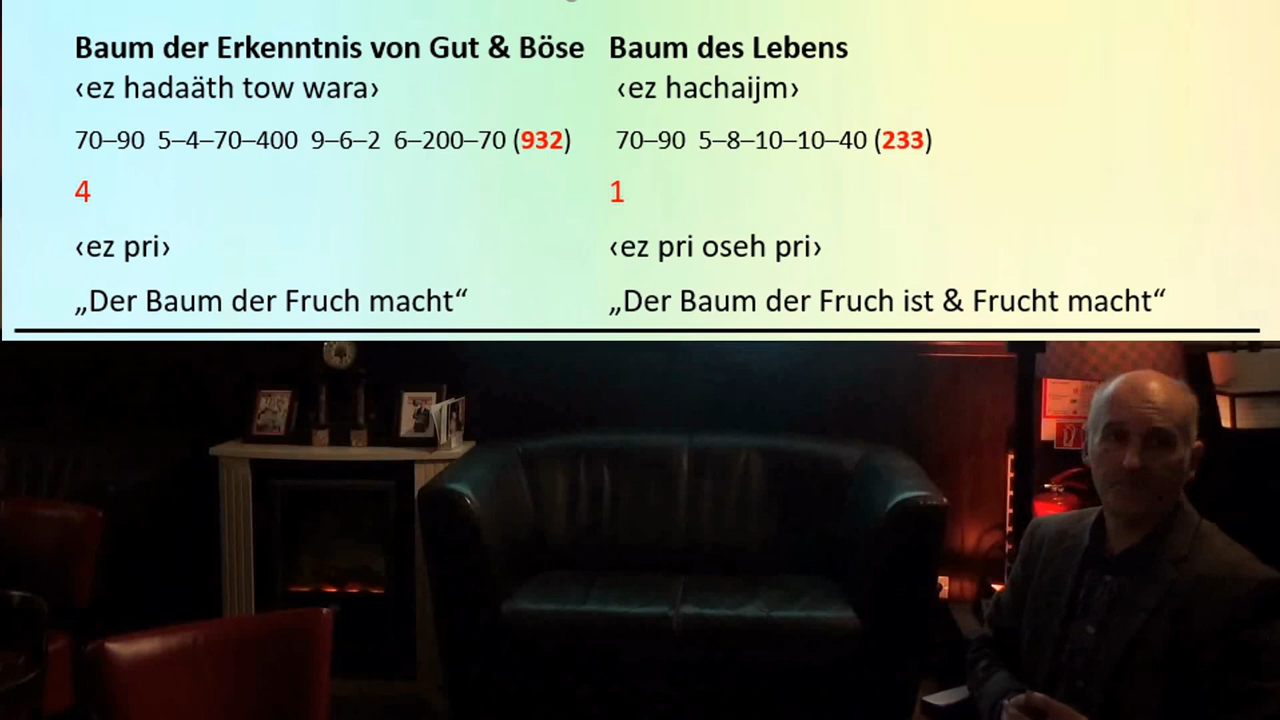 Baum der Erkenntnis von Gut & Böse
‹ez hadaäth tow wara›
70–90 5–4–70–400 9–6–2 6–200–70 (932)
4
‹ez pri›
„Der Baum der Fruch macht“
Baum des Lebens
‹ez hachaijm›
70–90 5–8–10–10–40 (233)
1
‹ez pri oseh pri›
„Der Baum der Fruch ist & Frucht macht“